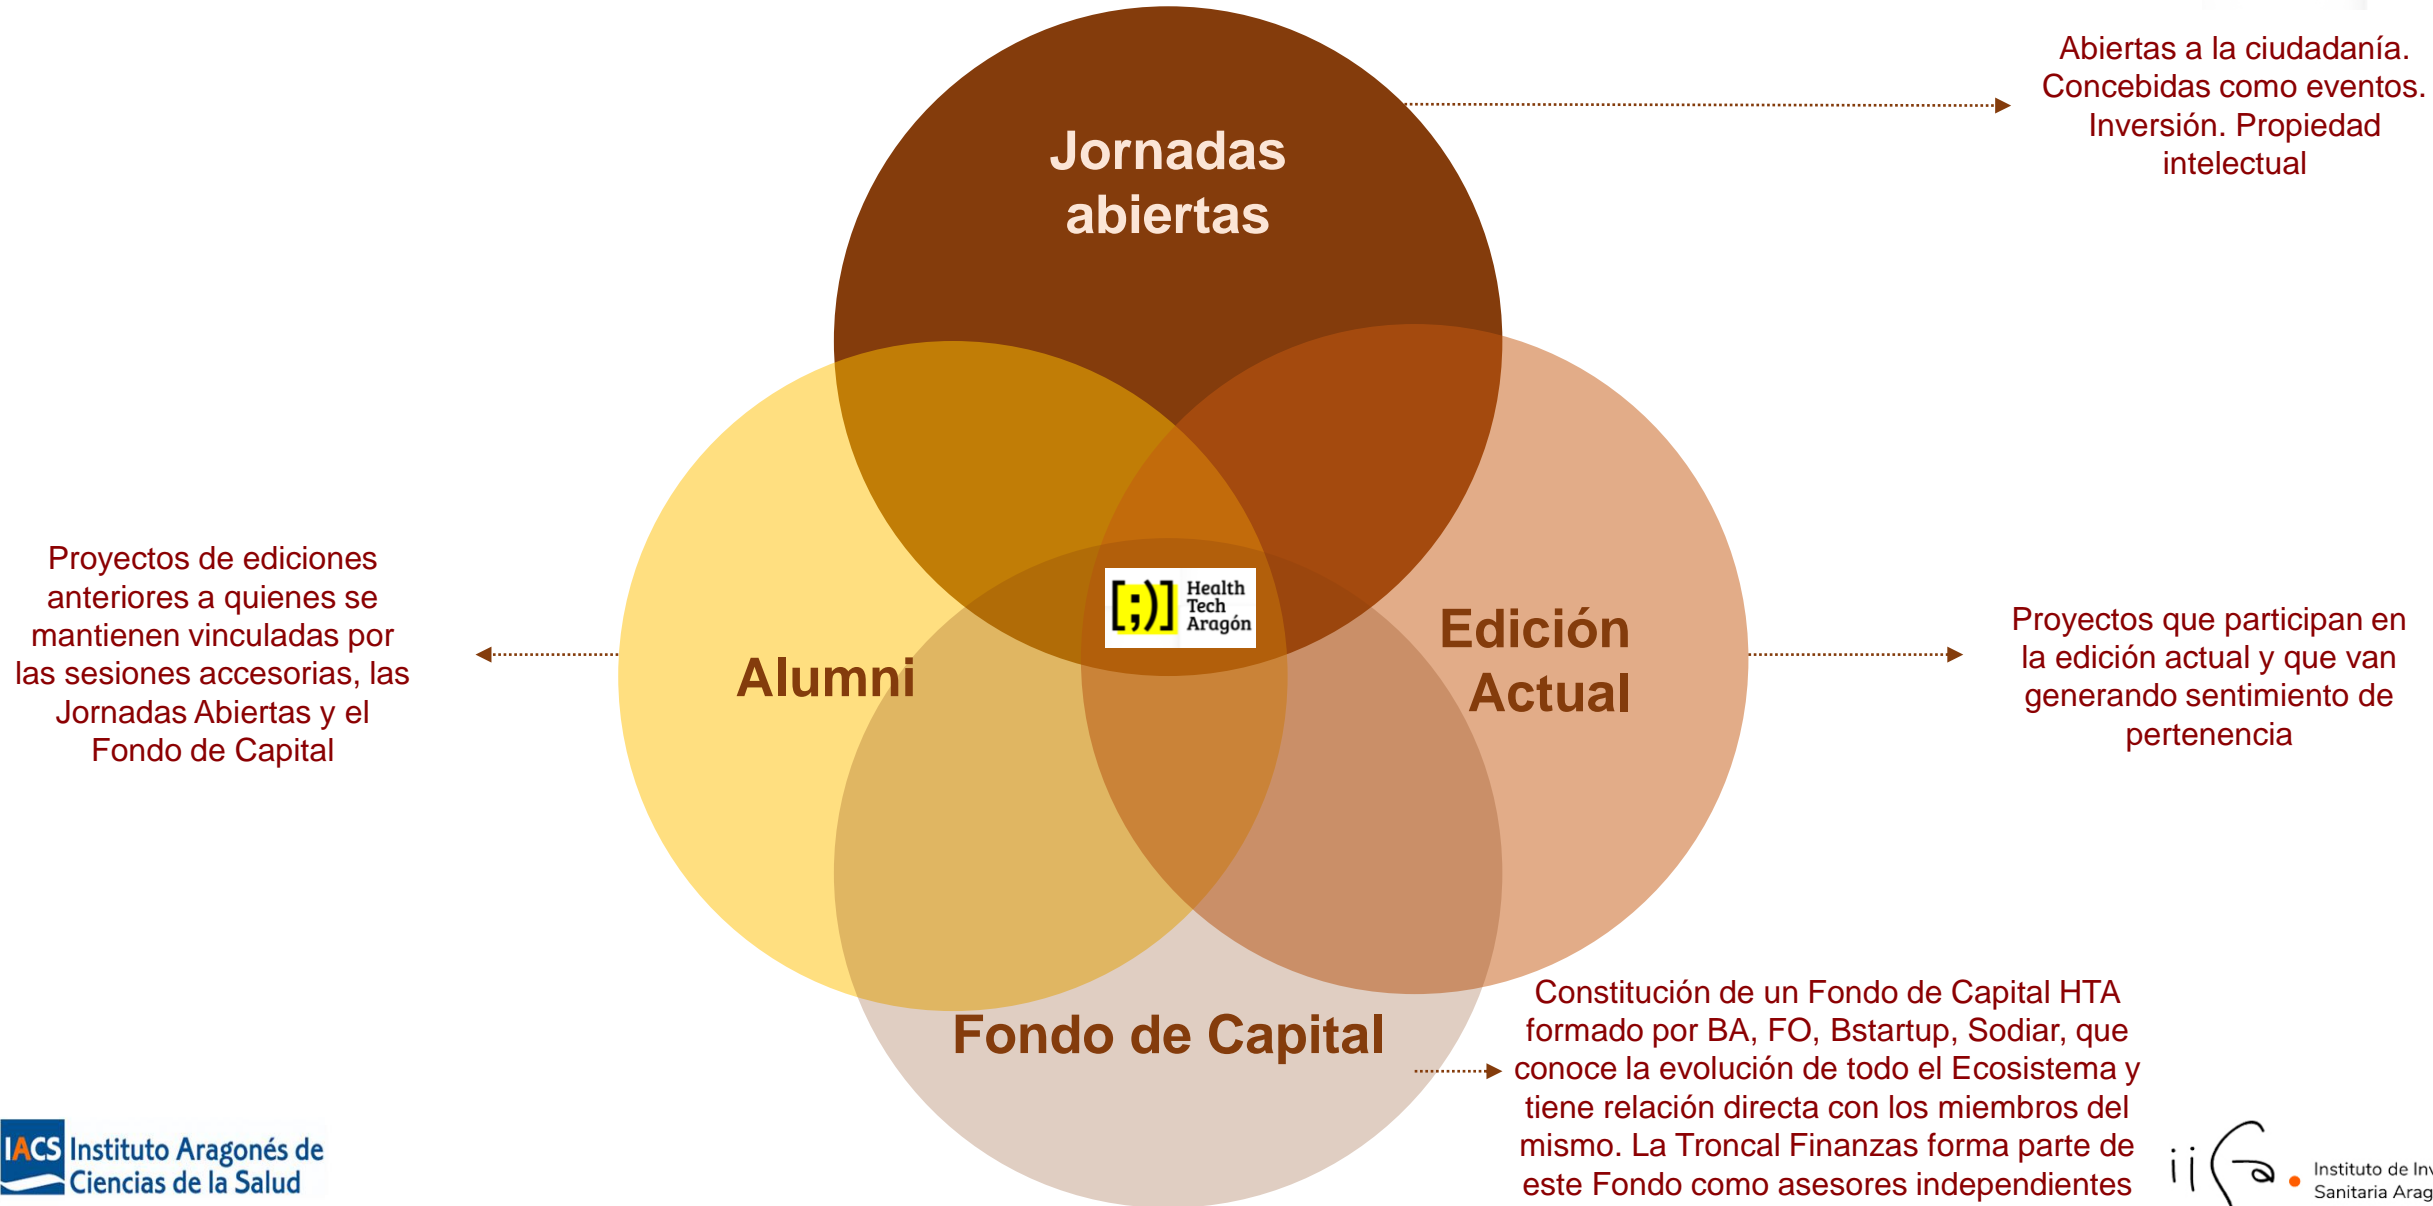 Abiertas a la ciudadanía.
Concebidas como eventos.
Inversión. Propiedad
intelectual
Jornadas
abiertas
Proyectos de ediciones
anteriores a quienes se
mantienen vinculadas por
las sesiones accesorias, las
Jornadas Abiertas y el
Fondo de Capital
Alumni
[;)] Health
Tech
Aragón
Edición
Actual
Proyectos que participan en
la edición actual y que van
generando sentimiento de
pertenencia
Fondo de Capital
Constitución de un Fondo de Capital HTA
formado por BA, FO, Bstartup, Sodiar, que
conoce la evolución de todo el Ecosistema y
tiene relación directa con los miembros del
mismo. La Troncal Finanzas forma parte de
este Fondo como asesores independientes
IACS Instituto Aragonés de
Ciencias de la Salud
Instituto de
Sanitaria